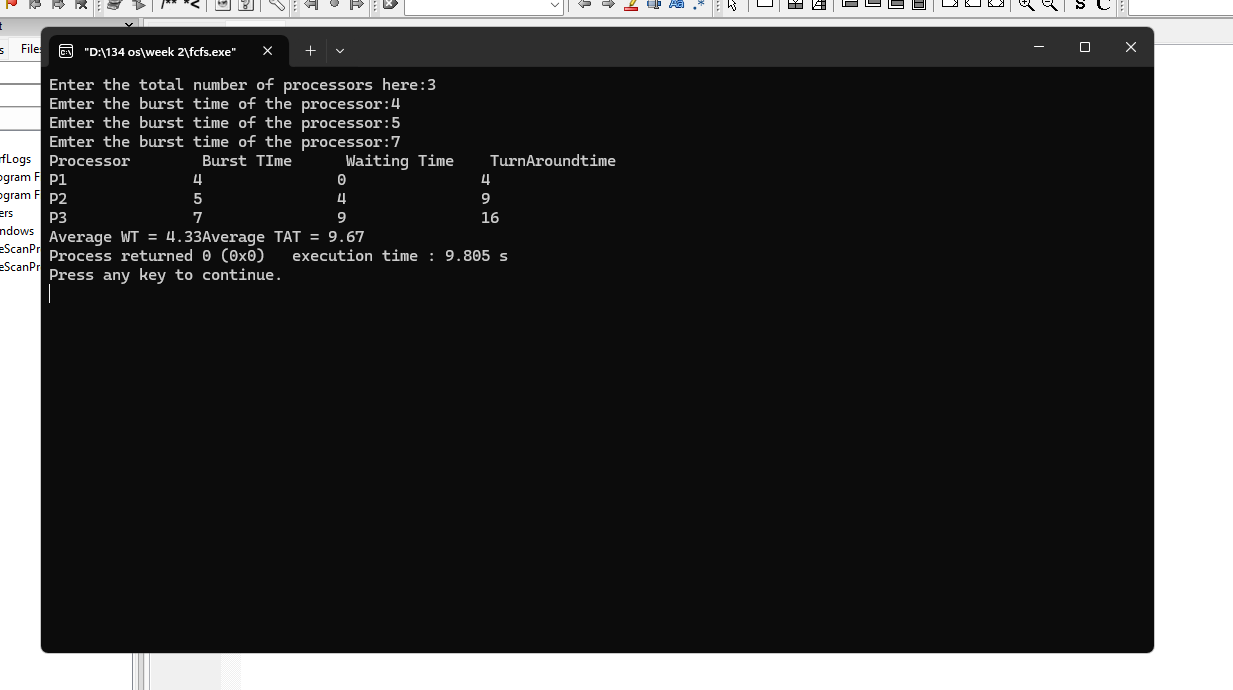 /** *<
S C
Files
"D:\134 os\week 2\fcfs.exe"
Enter the total number of processors here:3
Emter the burst time of the processor:4
Emter the burst time of the processor:5
Emter the burst time of the processor:7
Processor Burst TIme Waiting Time TurnAroundtime
P1 4 0 4
P2 5 4 9
P3 7 9 16
Average WT = 4.33Average TAT = 9.67
Process returned 0 (0x0) execution time : 9.805 s
Press any key to continue.
rfLogs
ogram F
ogram F
ers
ndows
eScanPr
eScanPr